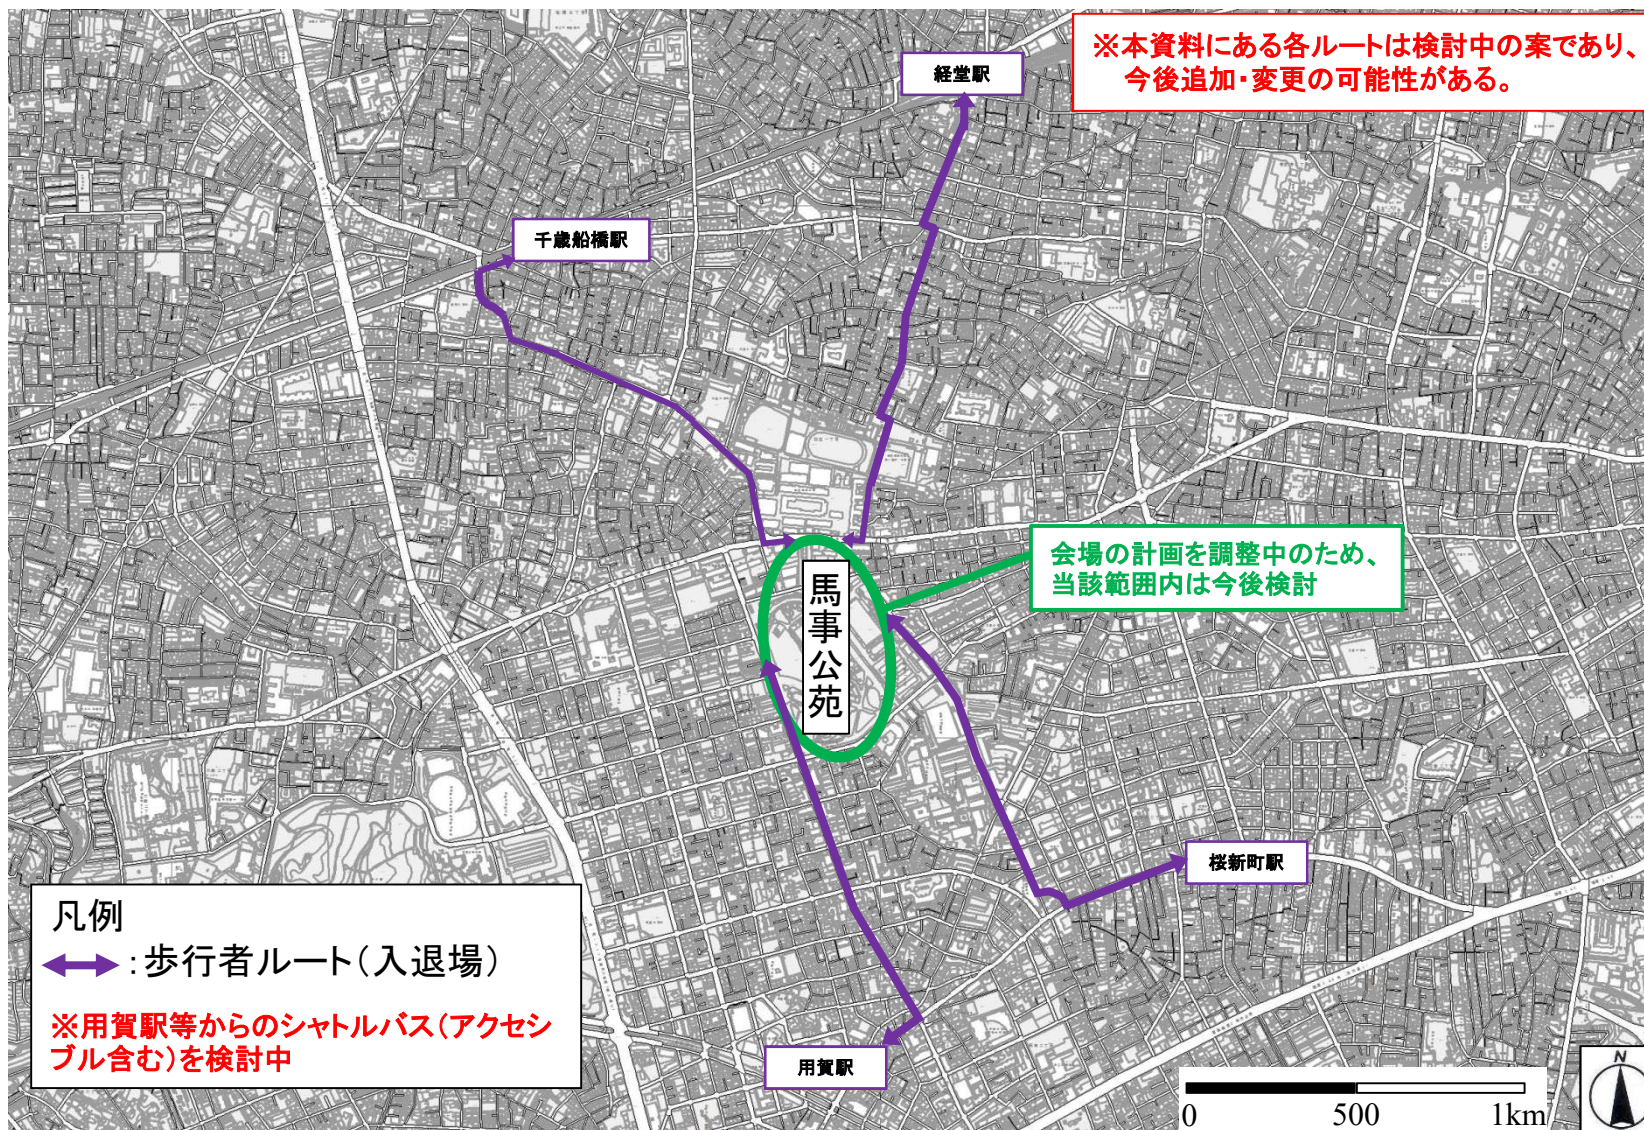 ※本資料にある各ルートは検討中の案であり、
今後追加・変更の可能性がある。
経堂駅
千歳船橋駅
会場の計画を調整中のため、
当該範囲内は今後検討
馬事公苑
桜新町駅
用賀駅
凡例
:歩行者ルート(入退場)
※用賀駅等からのシャトルバス(アクセシ
ブル含む)を検討中
0 500 1km
N